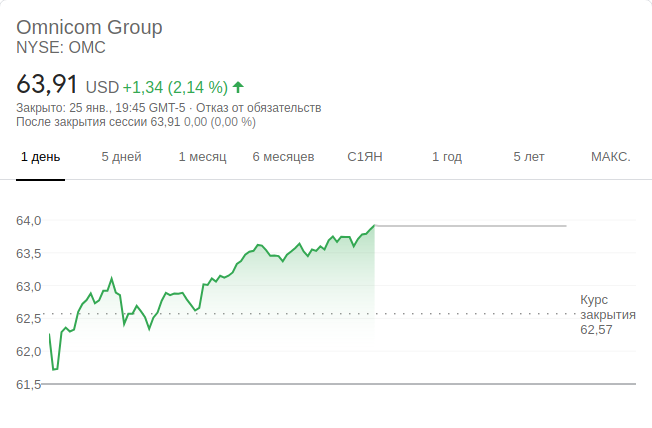 Omnicom Group
NYSE: OMC
63,91 USD +1,34 (2,14 %)
Закрыто: 25 янв., 19:45 GMT-5 · Отказ от обязательств
После закрытия сессии 63,91 0,00 (0,00 %)
1 день 5 дней 1 месяц 6 месяцев С1ЯН 1 год 5 лет МАКС.
64,0
63,5
63,0
62,5
62,0
61,5
Курс
закрытия
62,57